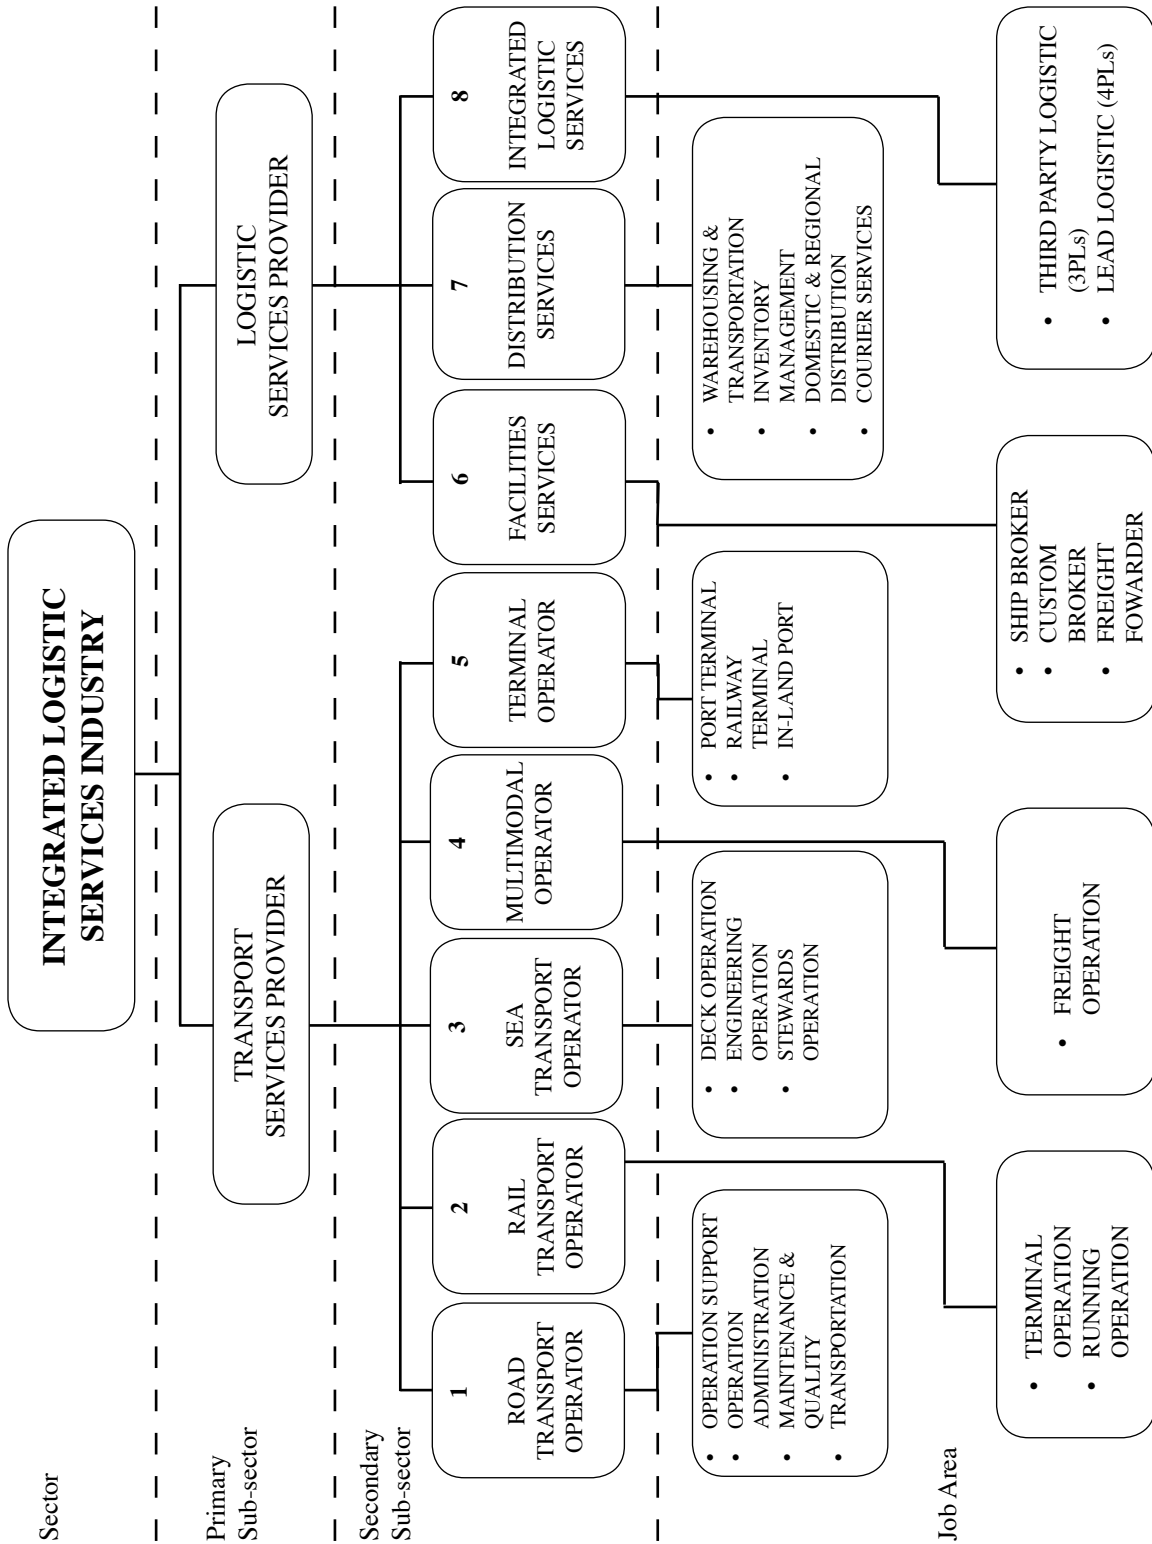 Sector
INTEGRATED LOGISTIC
SERVICES INDUSTRY
Primary
Sub-sector
TRANSPORT
SERVICES PROVIDER
LOGISTIC
SERVICES PROVIDER
Secondary
Sub-sector
1
ROAD
TRANSPORT
OPERATOR
2
RAIL
TRANSPORT
OPERATOR
3
SEA
TRANSPORT
OPERATOR
4
MULTIMODAL
OPERATOR
5
TERMINAL
OPERATOR
6
FACILITIES
SERVICES
7
DISTRIBUTION
SERVICES
8
INTEGRATED
LOGISTIC
SERVICES
Job Area
• OPERATION SUPPORT
• OPERATION
ADMINISTRATION
• MAINTENANCE &
QUALITY
• TRANSPORTATION
• DECK OPERATION
• ENGINEERING
OPERATION
• STEWARDS
OPERATION
• PORT TERMINAL
• RAILWAY
TERMINAL
• IN-LAND PORT
• WAREHOUSING &
TRANSPORTATION
• INVENTORY
MANAGEMENT
• DOMESTIC & REGIONAL
DISTRIBUTION
• COURIER SERVICES
• TERMINAL
OPERATION
• RUNNING
OPERATION
• FREIGHT
OPERATION
• SHIP BROKER
• CUSTOM
BROKER
• FREIGHT
FOWARDER
• THIRD PARTY LOGISTIC
(3PLs)
• LEAD LOGISTIC (4PLs)